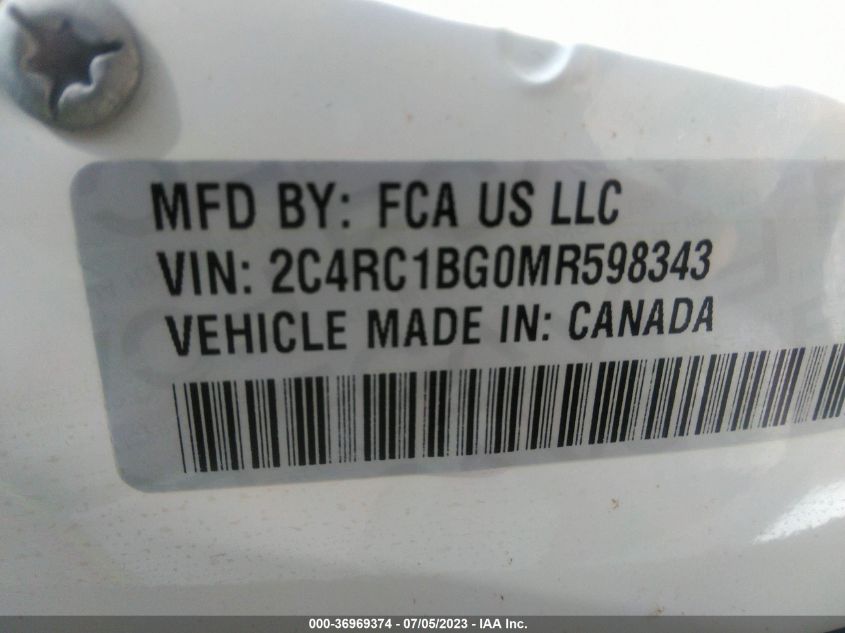 MFD BY: FCA US LLC
VIN: 2C4RC1BG0MR598343
VEHICLE MADE IN: CANADA
000-36969374 / 07/05/2023 - IAA Inc.